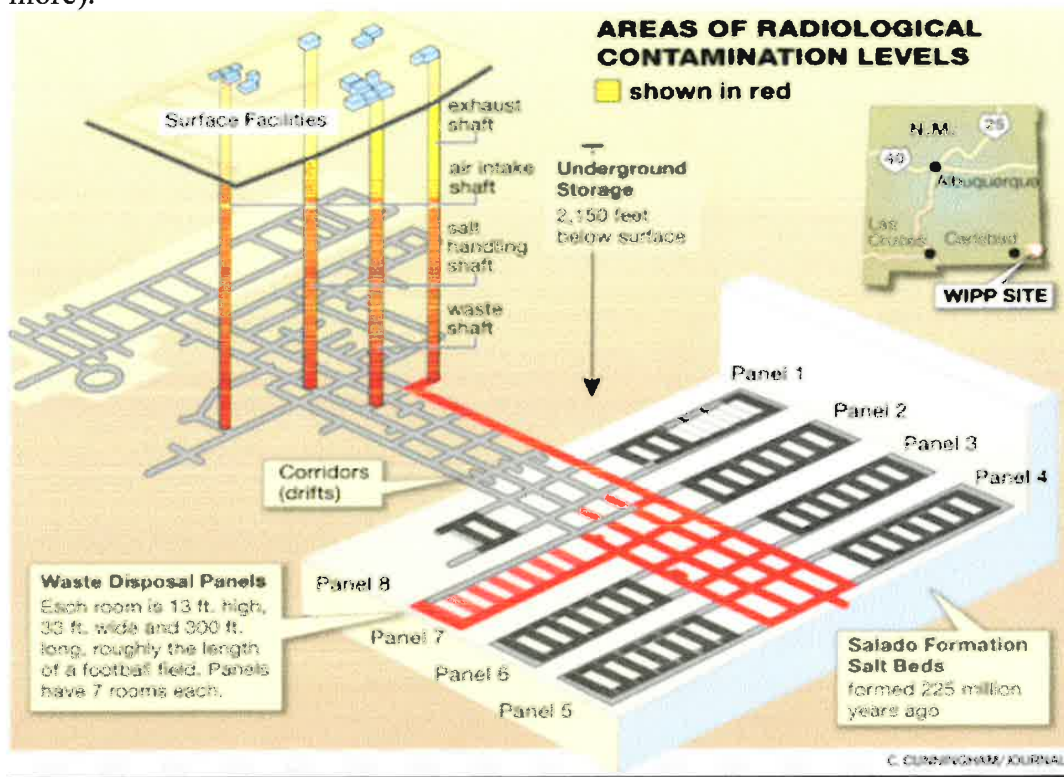 more).
AREAS OF RADIOLOGICAL
CONTAMINATION LEVELS
shown in red
Surface Facilities
exhaust
shaft
air intake
shaft
salt
handling
shaft
waste
shaft
Underground
Storage
2,150 feet
below surface
N.M.
25
40
Albuquerque
Las
Cruces
Carlsbad
WIPP SITE
Panel 1
Panel 2
Panel 3
Panel 4
Corridors
(drifts)
Waste Disposal Panels
Each room is 13 ft. high,
33 ft. wide and 300 ft.
long, roughly the length
of a football field. Panels
have 7 rooms each.
Panel 8
Panel 7
Panel 6
Panel 5
Salado Formation
Salt Beds
formed 225 million
years ago
C. CUNNINGHAM/JOURNAL